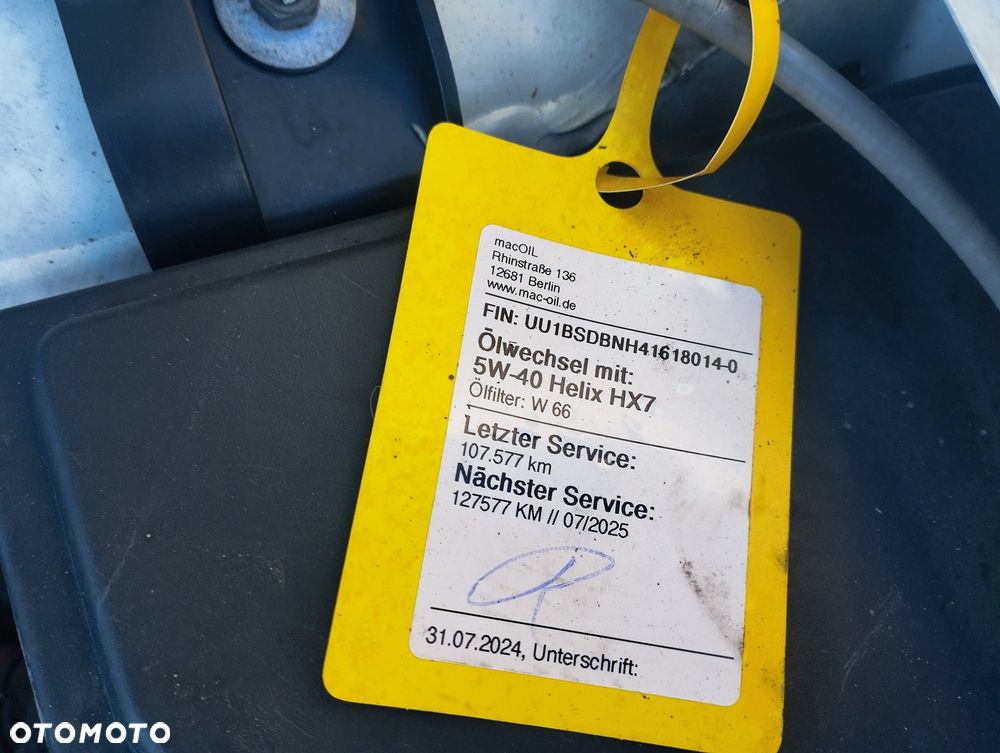 macOIL
Rhinstraße 136
12681 Berlin
www.mac-oil.de
FIN: UU1BSDBNH41618014-0
Ölwechsel mit:
5W-40 Helix HX7
Ölfilter: W 66
Letzter Service:
107.577 km
Nächster Service:
127577 KM // 07/2025
31.07.2024, Unterschrift:
OTOMOTO